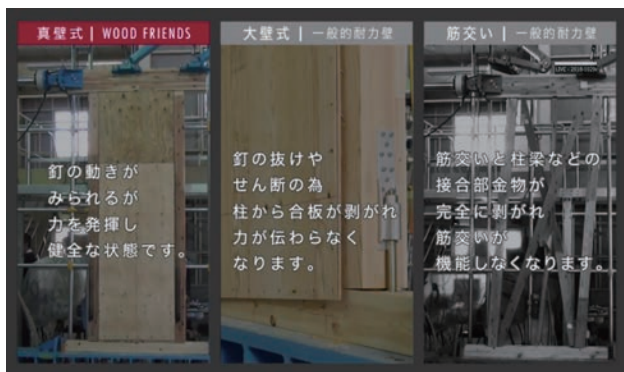 真壁式 | WOOD FRIENDS
釘の動きが
みられるが
力を発揮し
健全な状態です。
大壁式 | 一般的耐力壁
釘の抜けや
せん断の為
柱から合板が剥がれ
力が伝わらなく
なります。
筋交い | 一般的耐力壁
筋交いと柱梁などの
接合部金物が
完全に剥がれ
筋交いが
機能しなくなります。